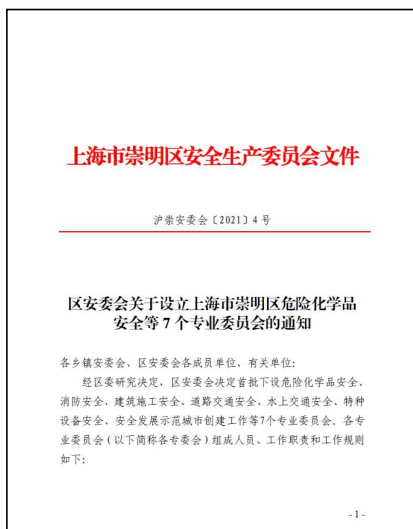 上海市崇明区安全生产委员会文件
沪崇安委会〔2021〕4号
区安委会关于设立上海市崇明区危险化学品
安全等7个专业委员会的通知
各乡镇安委会、区安委会各成员单位、有关单位:
经区委研究决定，区安委会决定首批下设危险化学品安全、
消防安全、建筑施工安全、道路交通安全、水上交通安全、特种
设备安全、安全发展示范城市创建工作等7个专业委员会。各专
业委员会（以下简称各专委会）组成人员、工作职责和工作规则
如下:
- 1 -